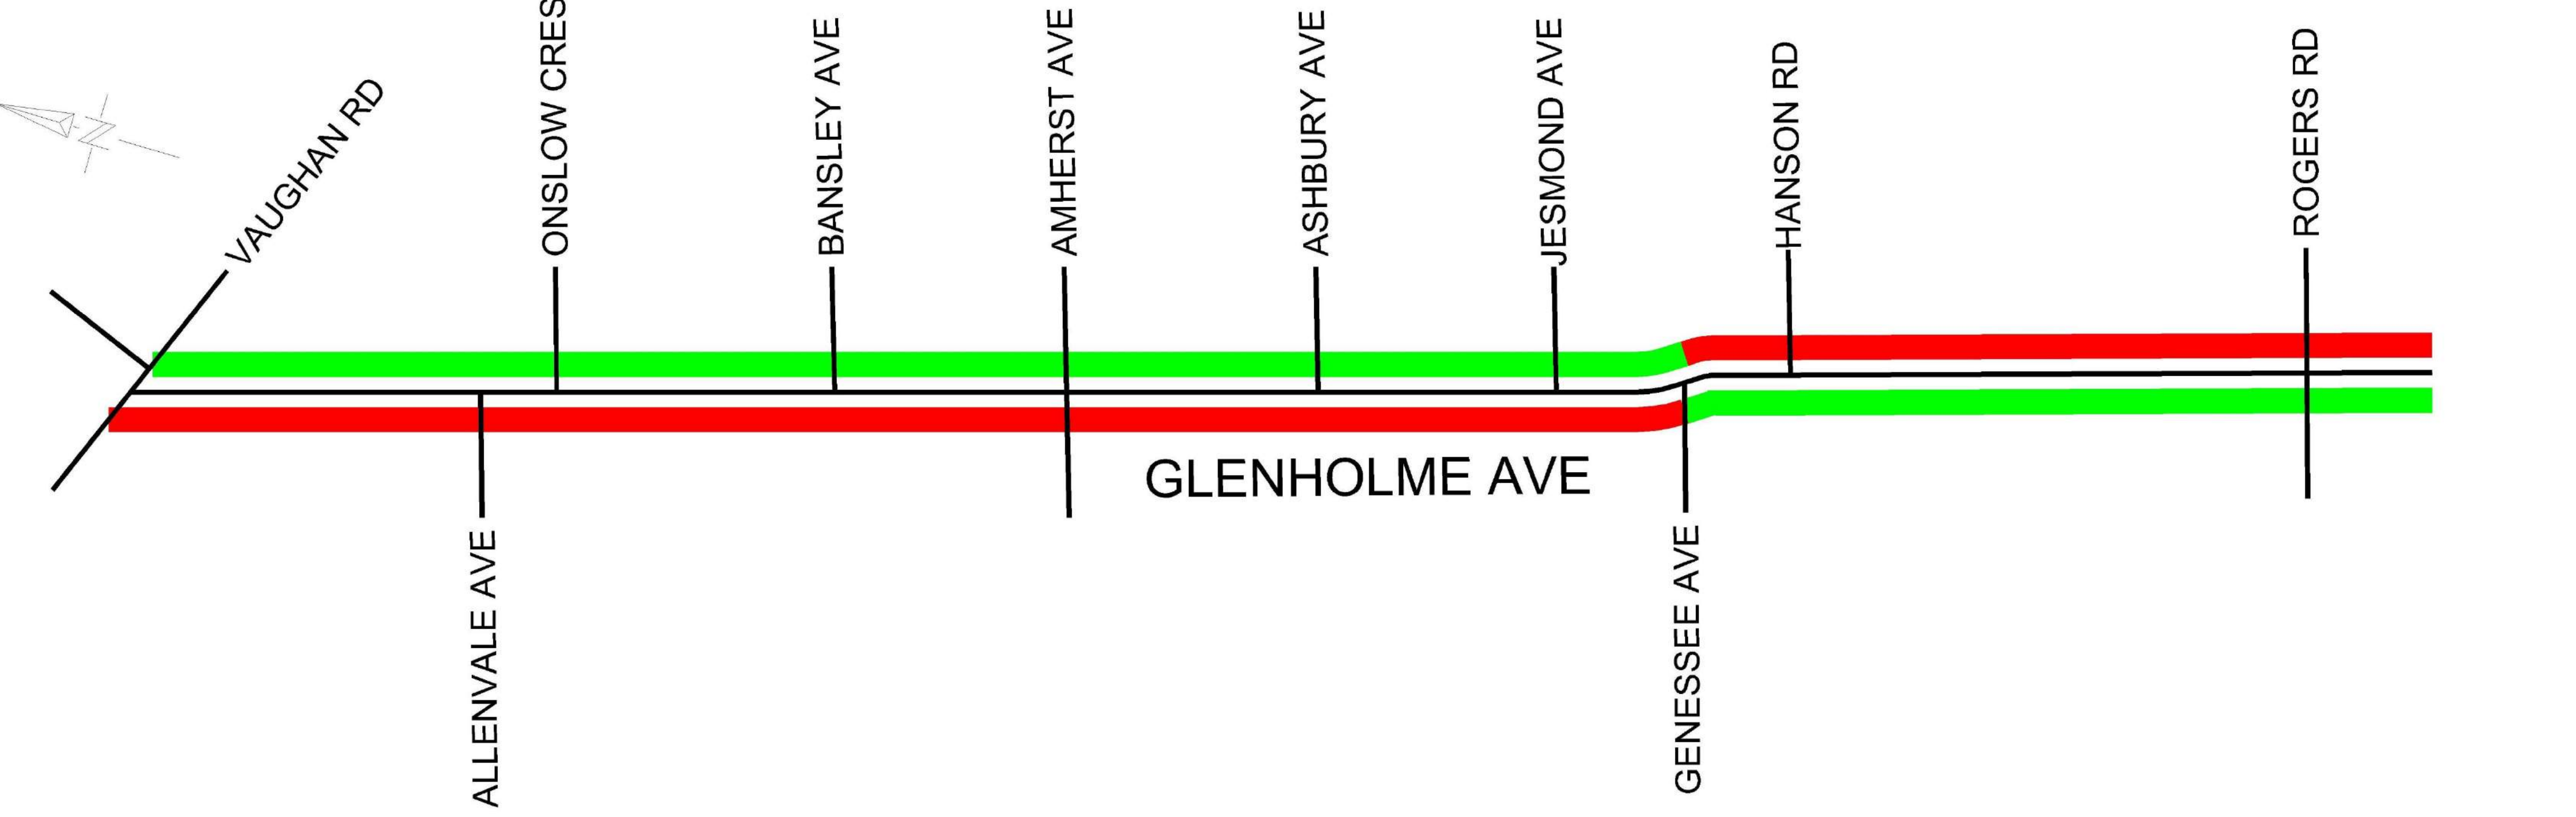 VAUGHAN RD
ONSLOW CRES
BANSLEY AVE
AMHERST AVE
ASHBURY AVE
JESMOND AVE
HANSON RD
ROGERS RD
GLENHOLME AVE
ALLENVALE AVE
GENESSEE AVE